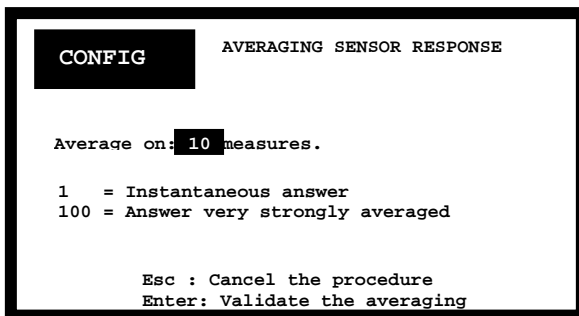 CONFIG
AVERAGING SENSOR RESPONSE
Average on: 10 measures.
1 = Instantaneous answer
100 = Answer very strongly averaged
Esc : Cancel the procedure
Enter: Validate the averaging